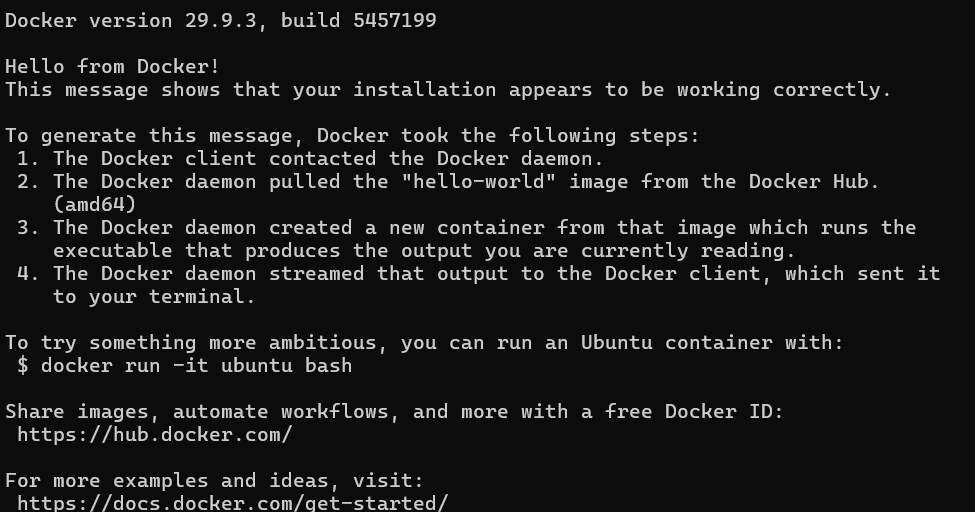 Docker version 29.9.3, build 5457199
Hello from Docker!
This message shows that your installation appears to be working correctly.
To generate this message, Docker took the following steps:
1. The Docker client contacted the Docker daemon.
2. The Docker daemon pulled the "hello-world" image from the Docker Hub.
(amd64)
3. The Docker daemon created a new container from that image which runs the
executable that produces the output you are currently reading.
4. The Docker daemon streamed that output to the Docker client, which sent it
to your terminal.
To try something more ambitious, you can run an Ubuntu container with:
$ docker run -it ubuntu bash
Share images, automate workflows, and more with a free Docker ID:
https://hub.docker.com/
For more examples and ideas, visit:
https://docs.docker.com/get-started/